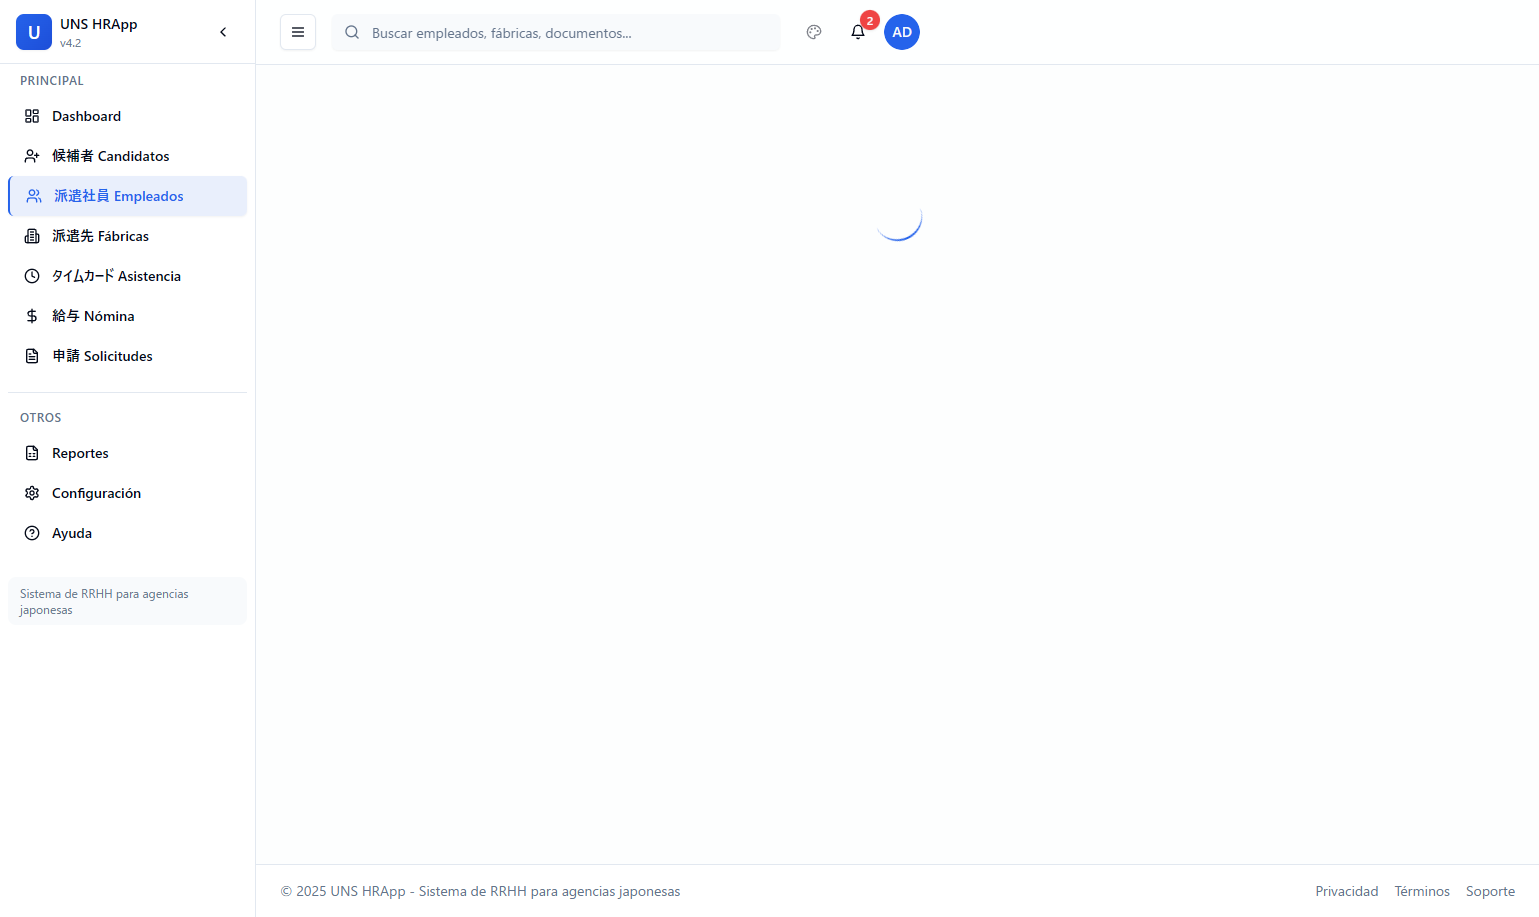 U
UNS HRApp
v4.2
Buscar empleados, fábricas, documentos...
2
AD
PRINCIPAL
Dashboard
候補者 Candidatos
派遣社員 Empleados
派遣先 Fábricas
タイムカード Asistencia
給与 Nómina
申請 Solicitudes
OTROS
Reportes
Configuración
Ayuda
Sistema de RRHH para agencias
japonesas
© 2025 UNS HRApp - Sistema de RRHH para agencias japonesas
Privacidad
Términos
Soporte